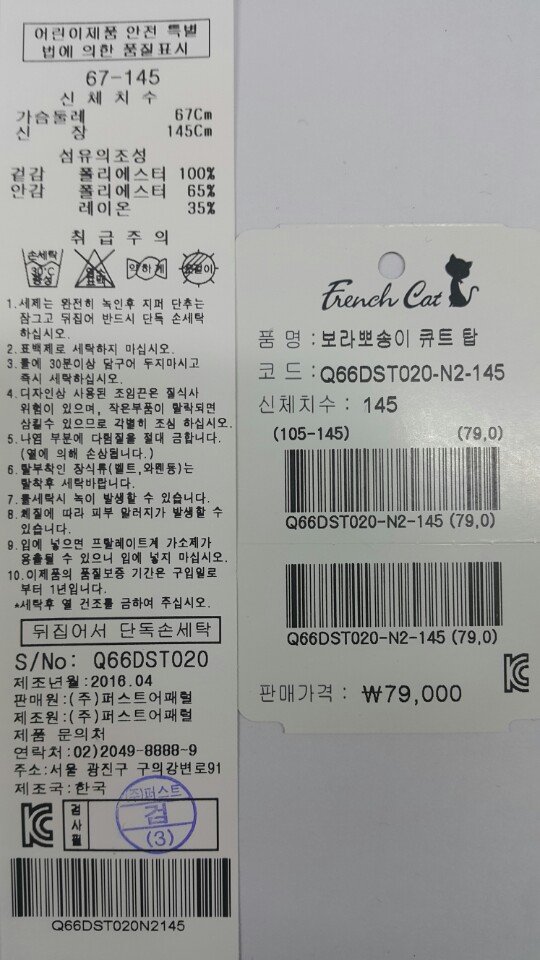 어린이제품 안전 특별
법에 의한 품질표시
67-145
신 체 치 수
가슴둘레 67Cm
신 장 145Cm
섬유의조성
겉감 폴리에스터 100%
안감 폴리에스터 65%
레이온 35%
취 급 주 의
손세탁
30℃
중성
염소
표백
약하게
옷걸이
1.세제는 완전히 녹인후 지퍼 단추는
잠그고 뒤집어 반드시 단독 손세탁
하십시오.
2.표백제로 세탁하지 마십시오.
3.물에 30분이상 담구어 두지마시고
즉시 세탁하십시오.
4.디자인상 사용된 조임끈은 질식사
위험이 있으며, 작은부품이 탈락되면
삼킬수 있으므로 각별히 조심 하십시오.
5.나염 부분에 다림질을 절대 금합니다.
(열에 의해 손상됩니다.)
6.탈부착인 장식류(벨트,와펜등)는
탈착후 세탁바랍니다.
7.물세탁시 녹이 발생할 수 있습니다.
8.체질에 따라 피부 알러지가 발생할 수
있습니다.
9.입에 넣으면 프탈레이트계 가소제가
용출될 수 있으니 입에 넣지 마십시오.
10.이제품의 품질보증 기간은 구입일로
부터 1년입니다.
*세탁후 열 건조를 금하여 주십시오.
뒤집어서 단독손세탁
S/No: Q66DST020
제조년월:2016.04
판매원:(주)퍼스트어패럴
제조원:(주)퍼스트어패럴
제품 문의처
연락처:02)2049-8888-9
주소:서울 광진구 구의강변로91
제조국:한국
검사필
(주)퍼스트
검
(3)
Q66DST020N2145
French Cat
품 명:보라뽀송이 큐트 탑
코 드:Q66DST020-N2-145
신체치수: 145
(105-145) (79,0)
Q66DST020-N2-145 (79,0)
Q66DST020-N2-145 (79,0)
판매가격: ₩79,000